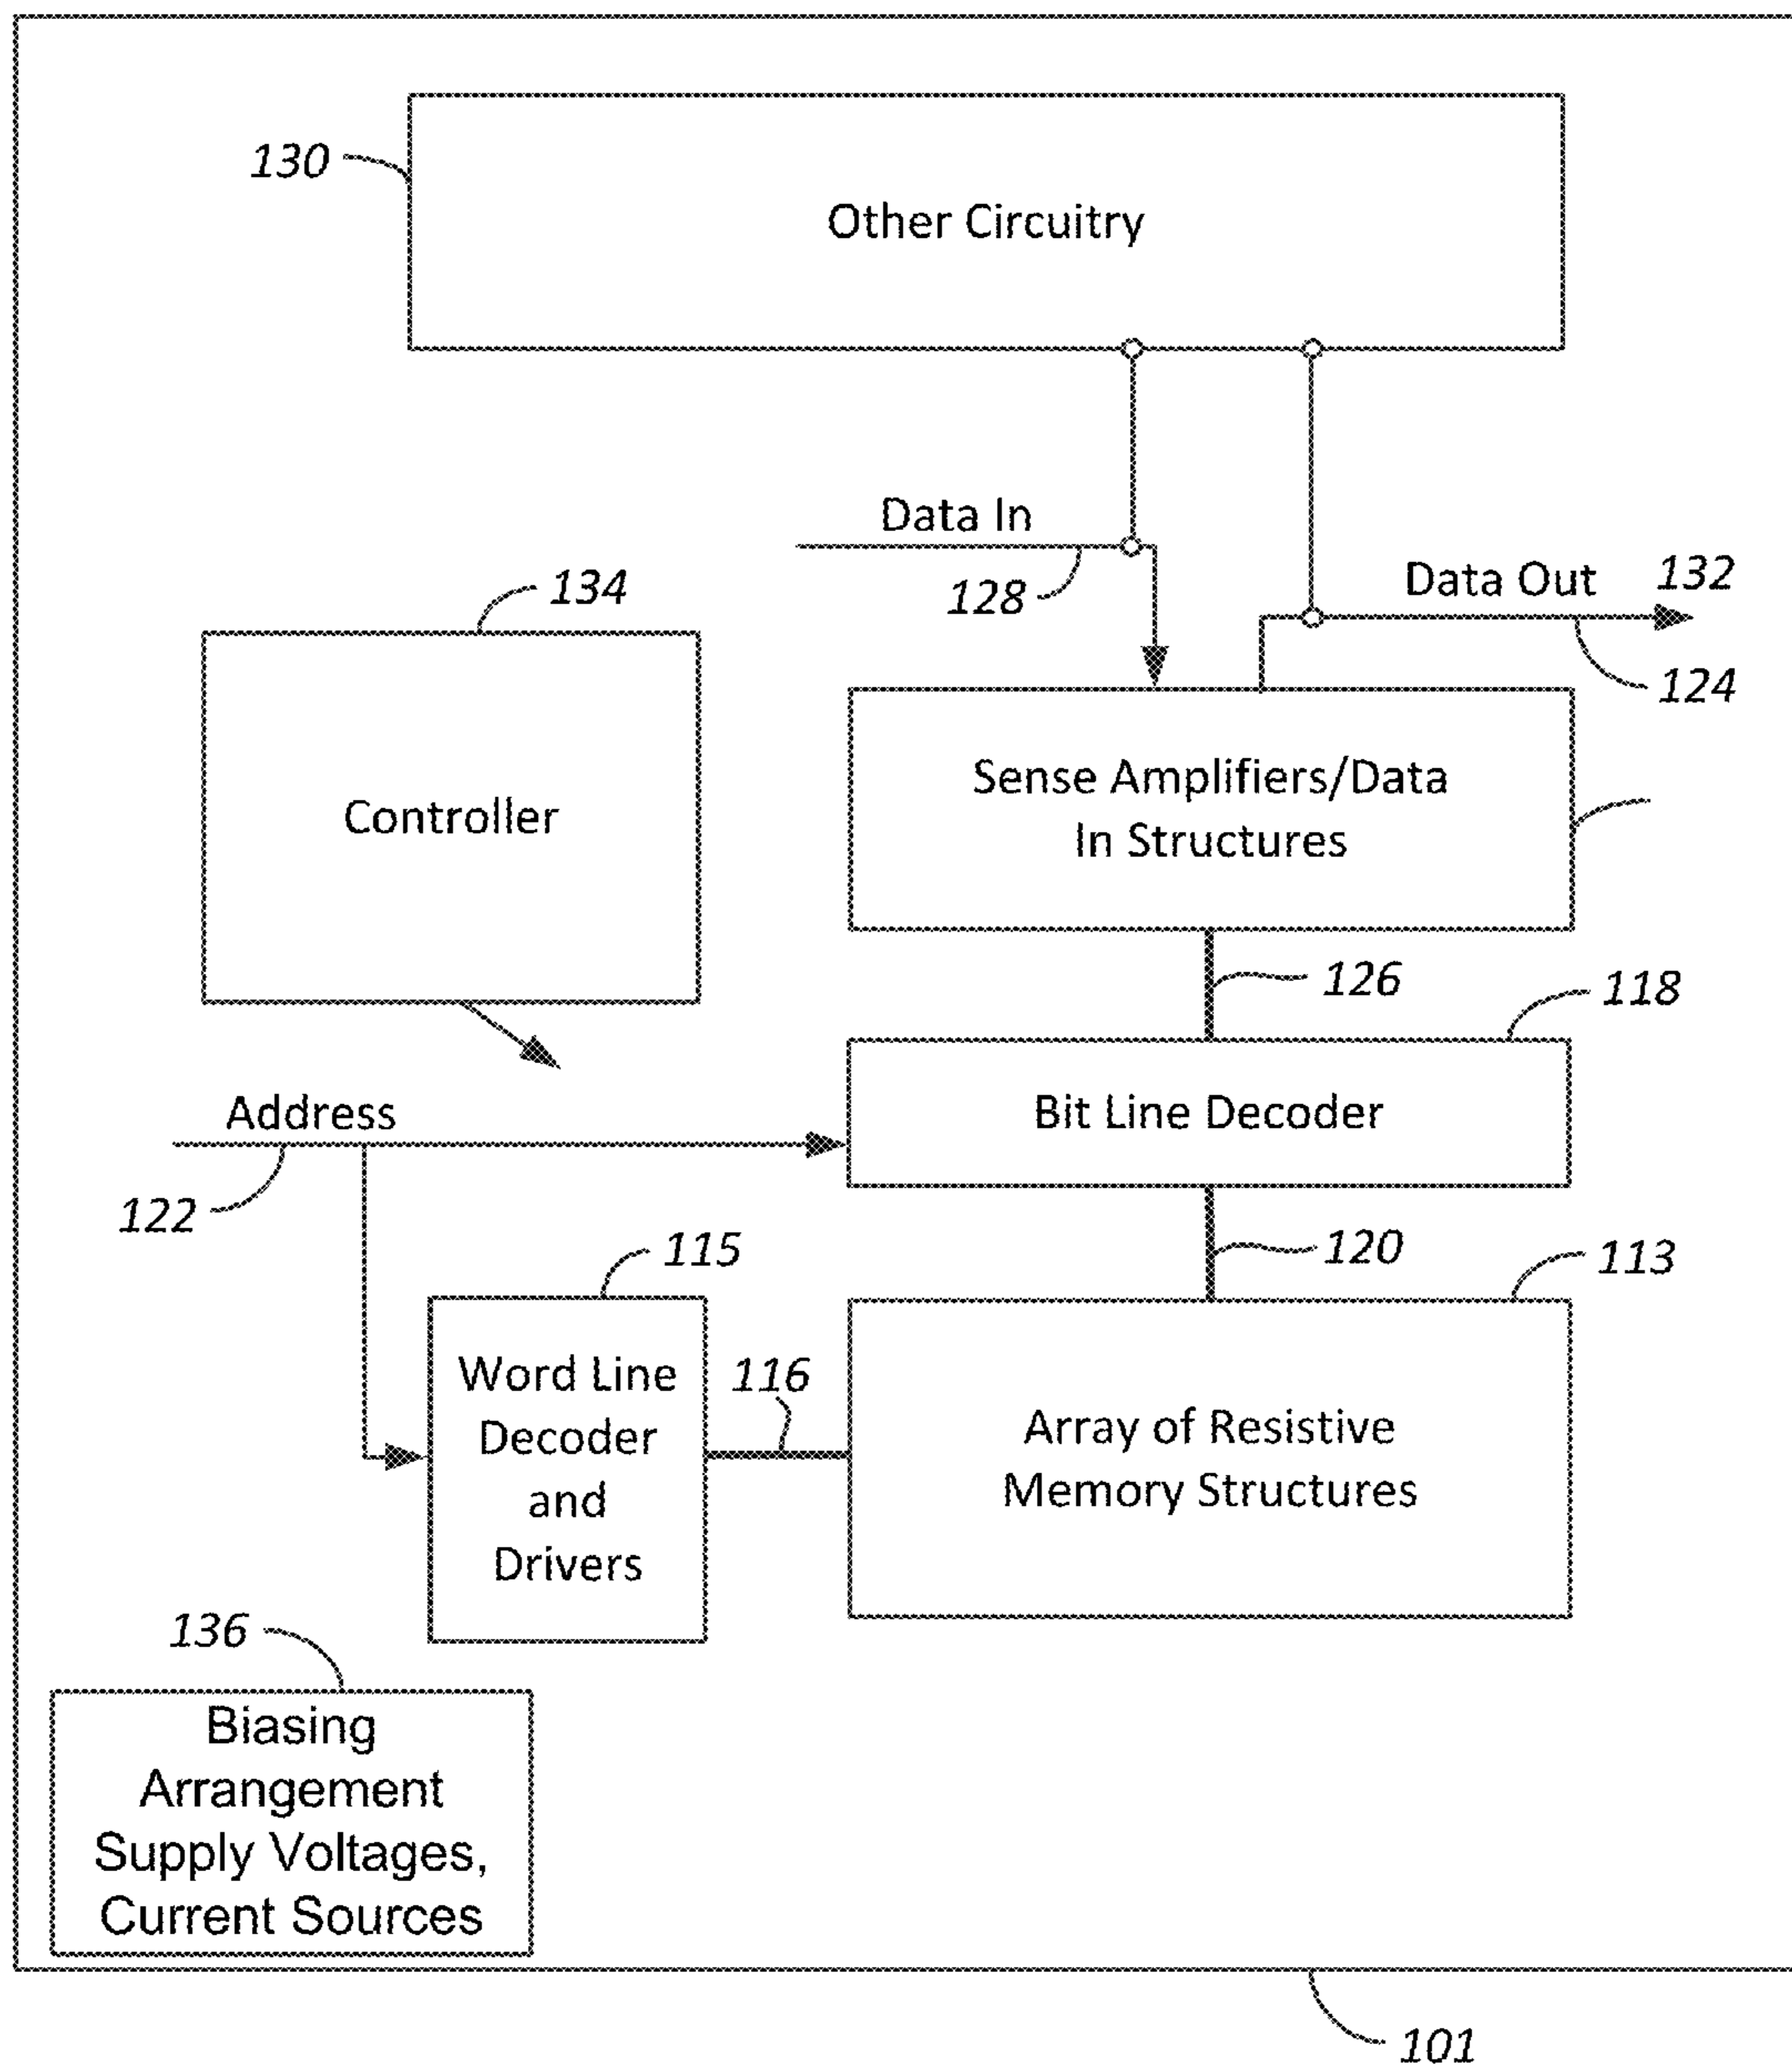 130
Other Circuitry
Data In
128
Data Out
132
124
134
Controller
Sense Amplifiers/Data
In Structures
126
118
Address
122
Bit Line Decoder
120
115
113
Word Line
Decoder
and
Drivers
116
Array of Resistive
Memory Structures
136
Biasing
Arrangement
Supply Voltages,
Current Sources
101